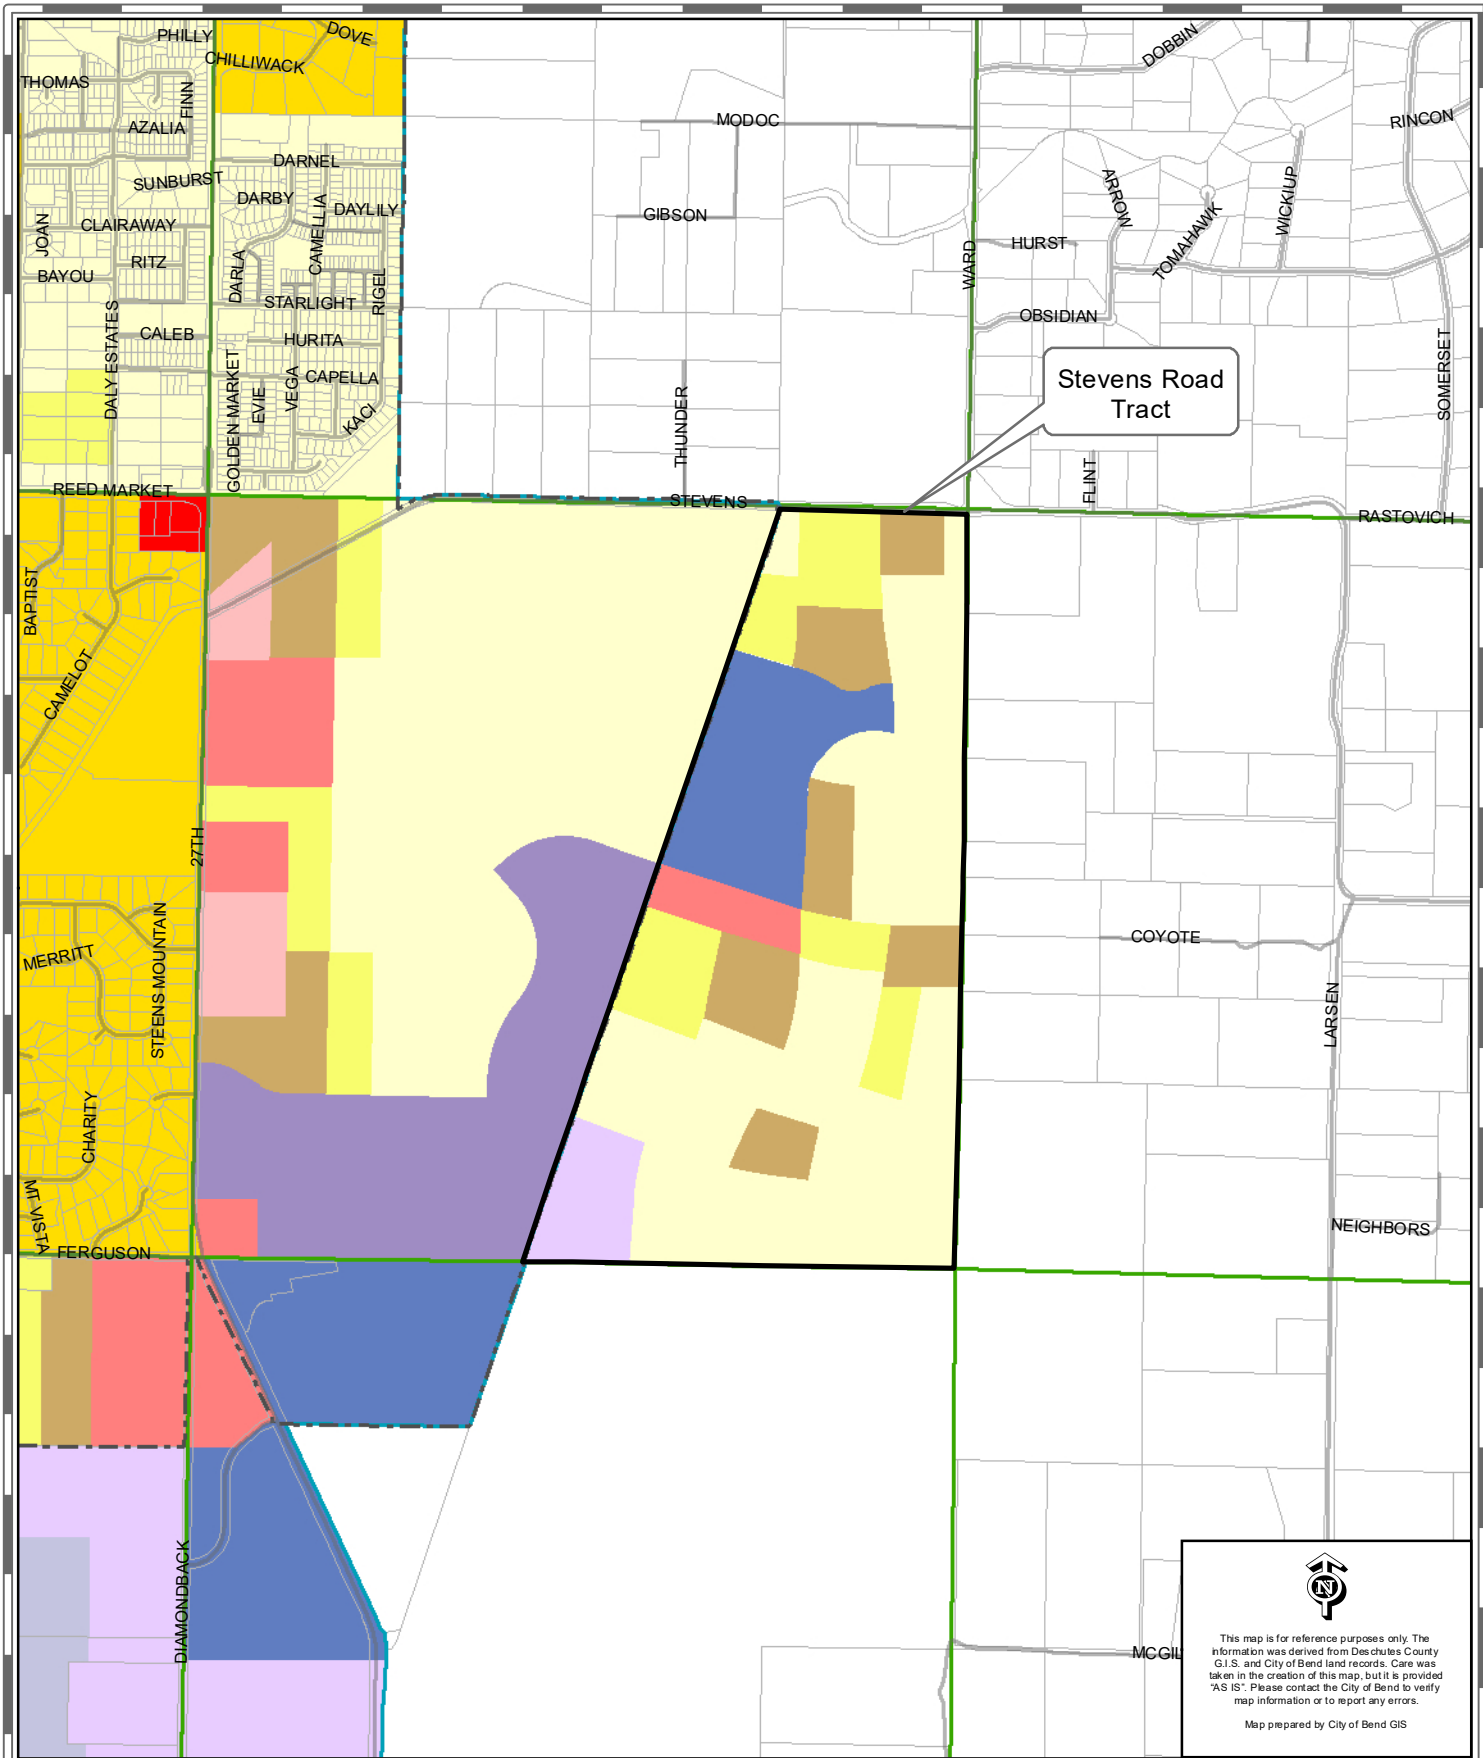 PHILLY
DOVE
CHILLIWACK
THOMAS
FINN
AZALIA
DARNEL
SUNBURST
DARBY
CAMELLIA
DAYLILY
JOAN
CLAIRAWAY
RITZ
BAYOU
DARLA
RIGEL
STARLIGHT
DALY ESTATES
CALEB
HURITA
GOLDEN MARKET
EVIE
VEGA
CAPELLA
KACI
MODOC
GIBSON
THUNDER
WARD
DOBBIN
RINCON
ARROW
WICKIUP
TOMAHAWK
HURST
OBSIDIAN
SOMERSET
Stevens Road
Tract
FLINT
REED MARKET
STEVENS
RASTOVICH
BAPTIST
CAMELOT
27TH
MERRITT
STEENS MOUNTAIN
COYOTE
LARSEN
CHARITY
MT VISTA
FERGUSON
NEIGHBORS
DIAMONDBACK
MCGIL
N
This map is for reference purposes only. The
information was derived from Deschutes County
G.I.S. and City of Bend land records. Care was
taken in the creation of this map, but it is provided
"AS IS". Please contact the City of Bend to verify
map information or to report any errors.
Map prepared by City of Bend GIS